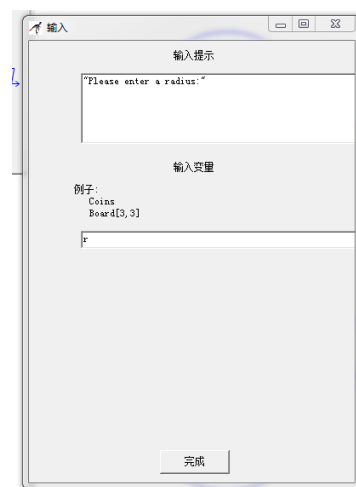 输入
输入提示
"Please enter a radius:"
输入变量
例子:
Coins
Board[3,3]
r
完成